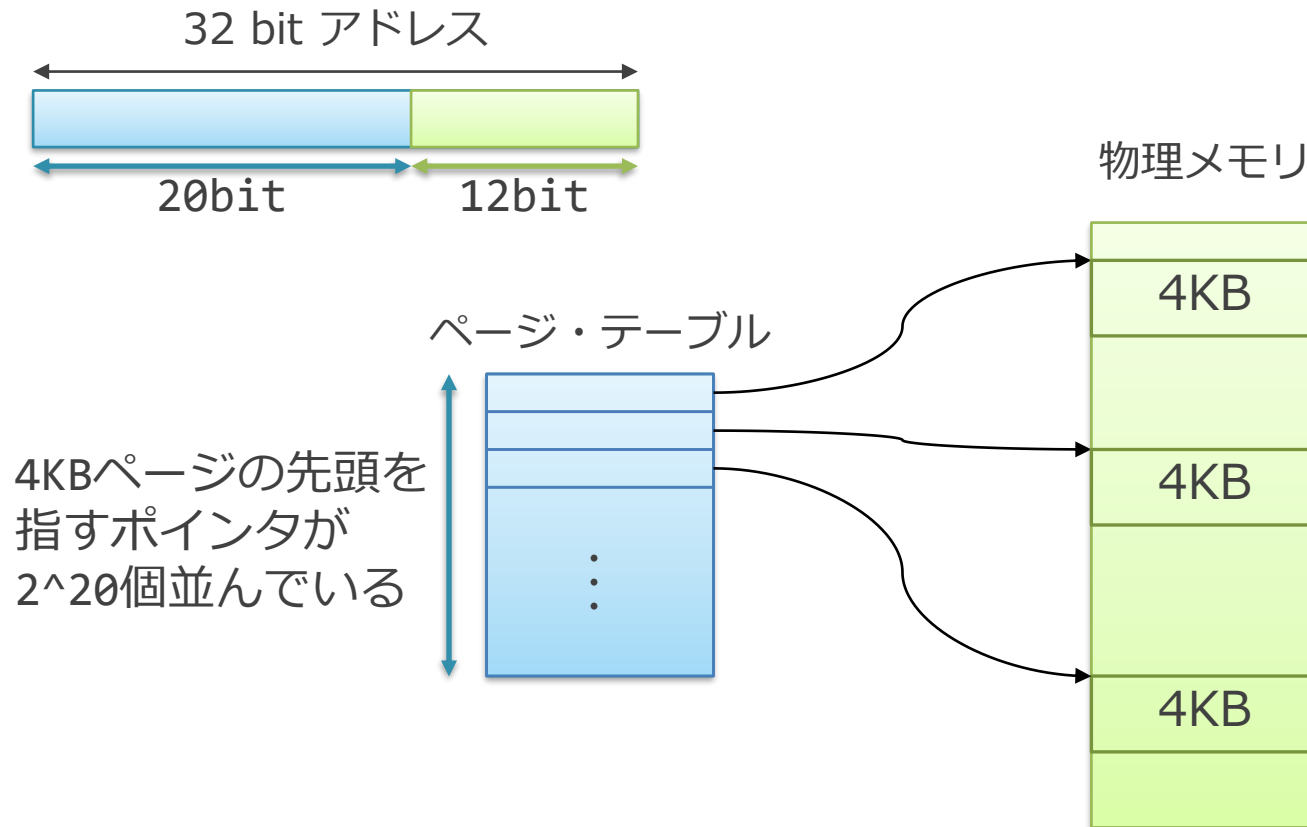 32 bit アドレス
20bit
12bit
物理メモリ
4KB
ページ・テーブル
4KBページの先頭を
指すポインタが
2^20個並んでいる
4KB
4KB